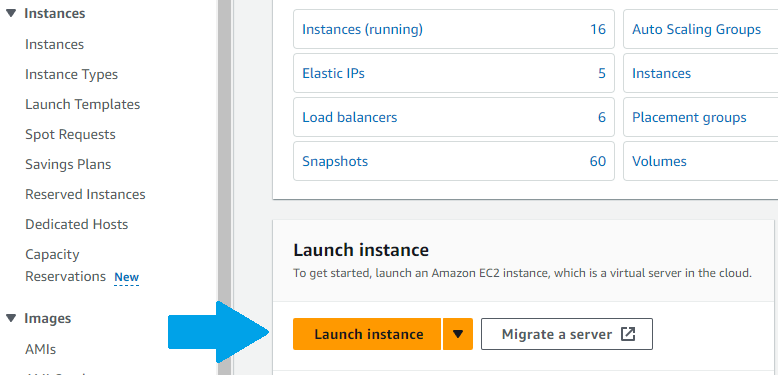 Instances
Instances
Instance Types
Launch Templates
Spot Requests
Savings Plans
Reserved Instances
Dedicated Hosts
Capacity
Reservations New
Images
AMIs
Instances (running) 16 Auto Scaling Groups
Elastic IPs 5 Instances
Load balancers 6 Placement groups
Snapshots 60 Volumes
Launch instance
To get started, launch an Amazon EC2 instance, which is a virtual server in the cloud.
Launch instance Migrate a server